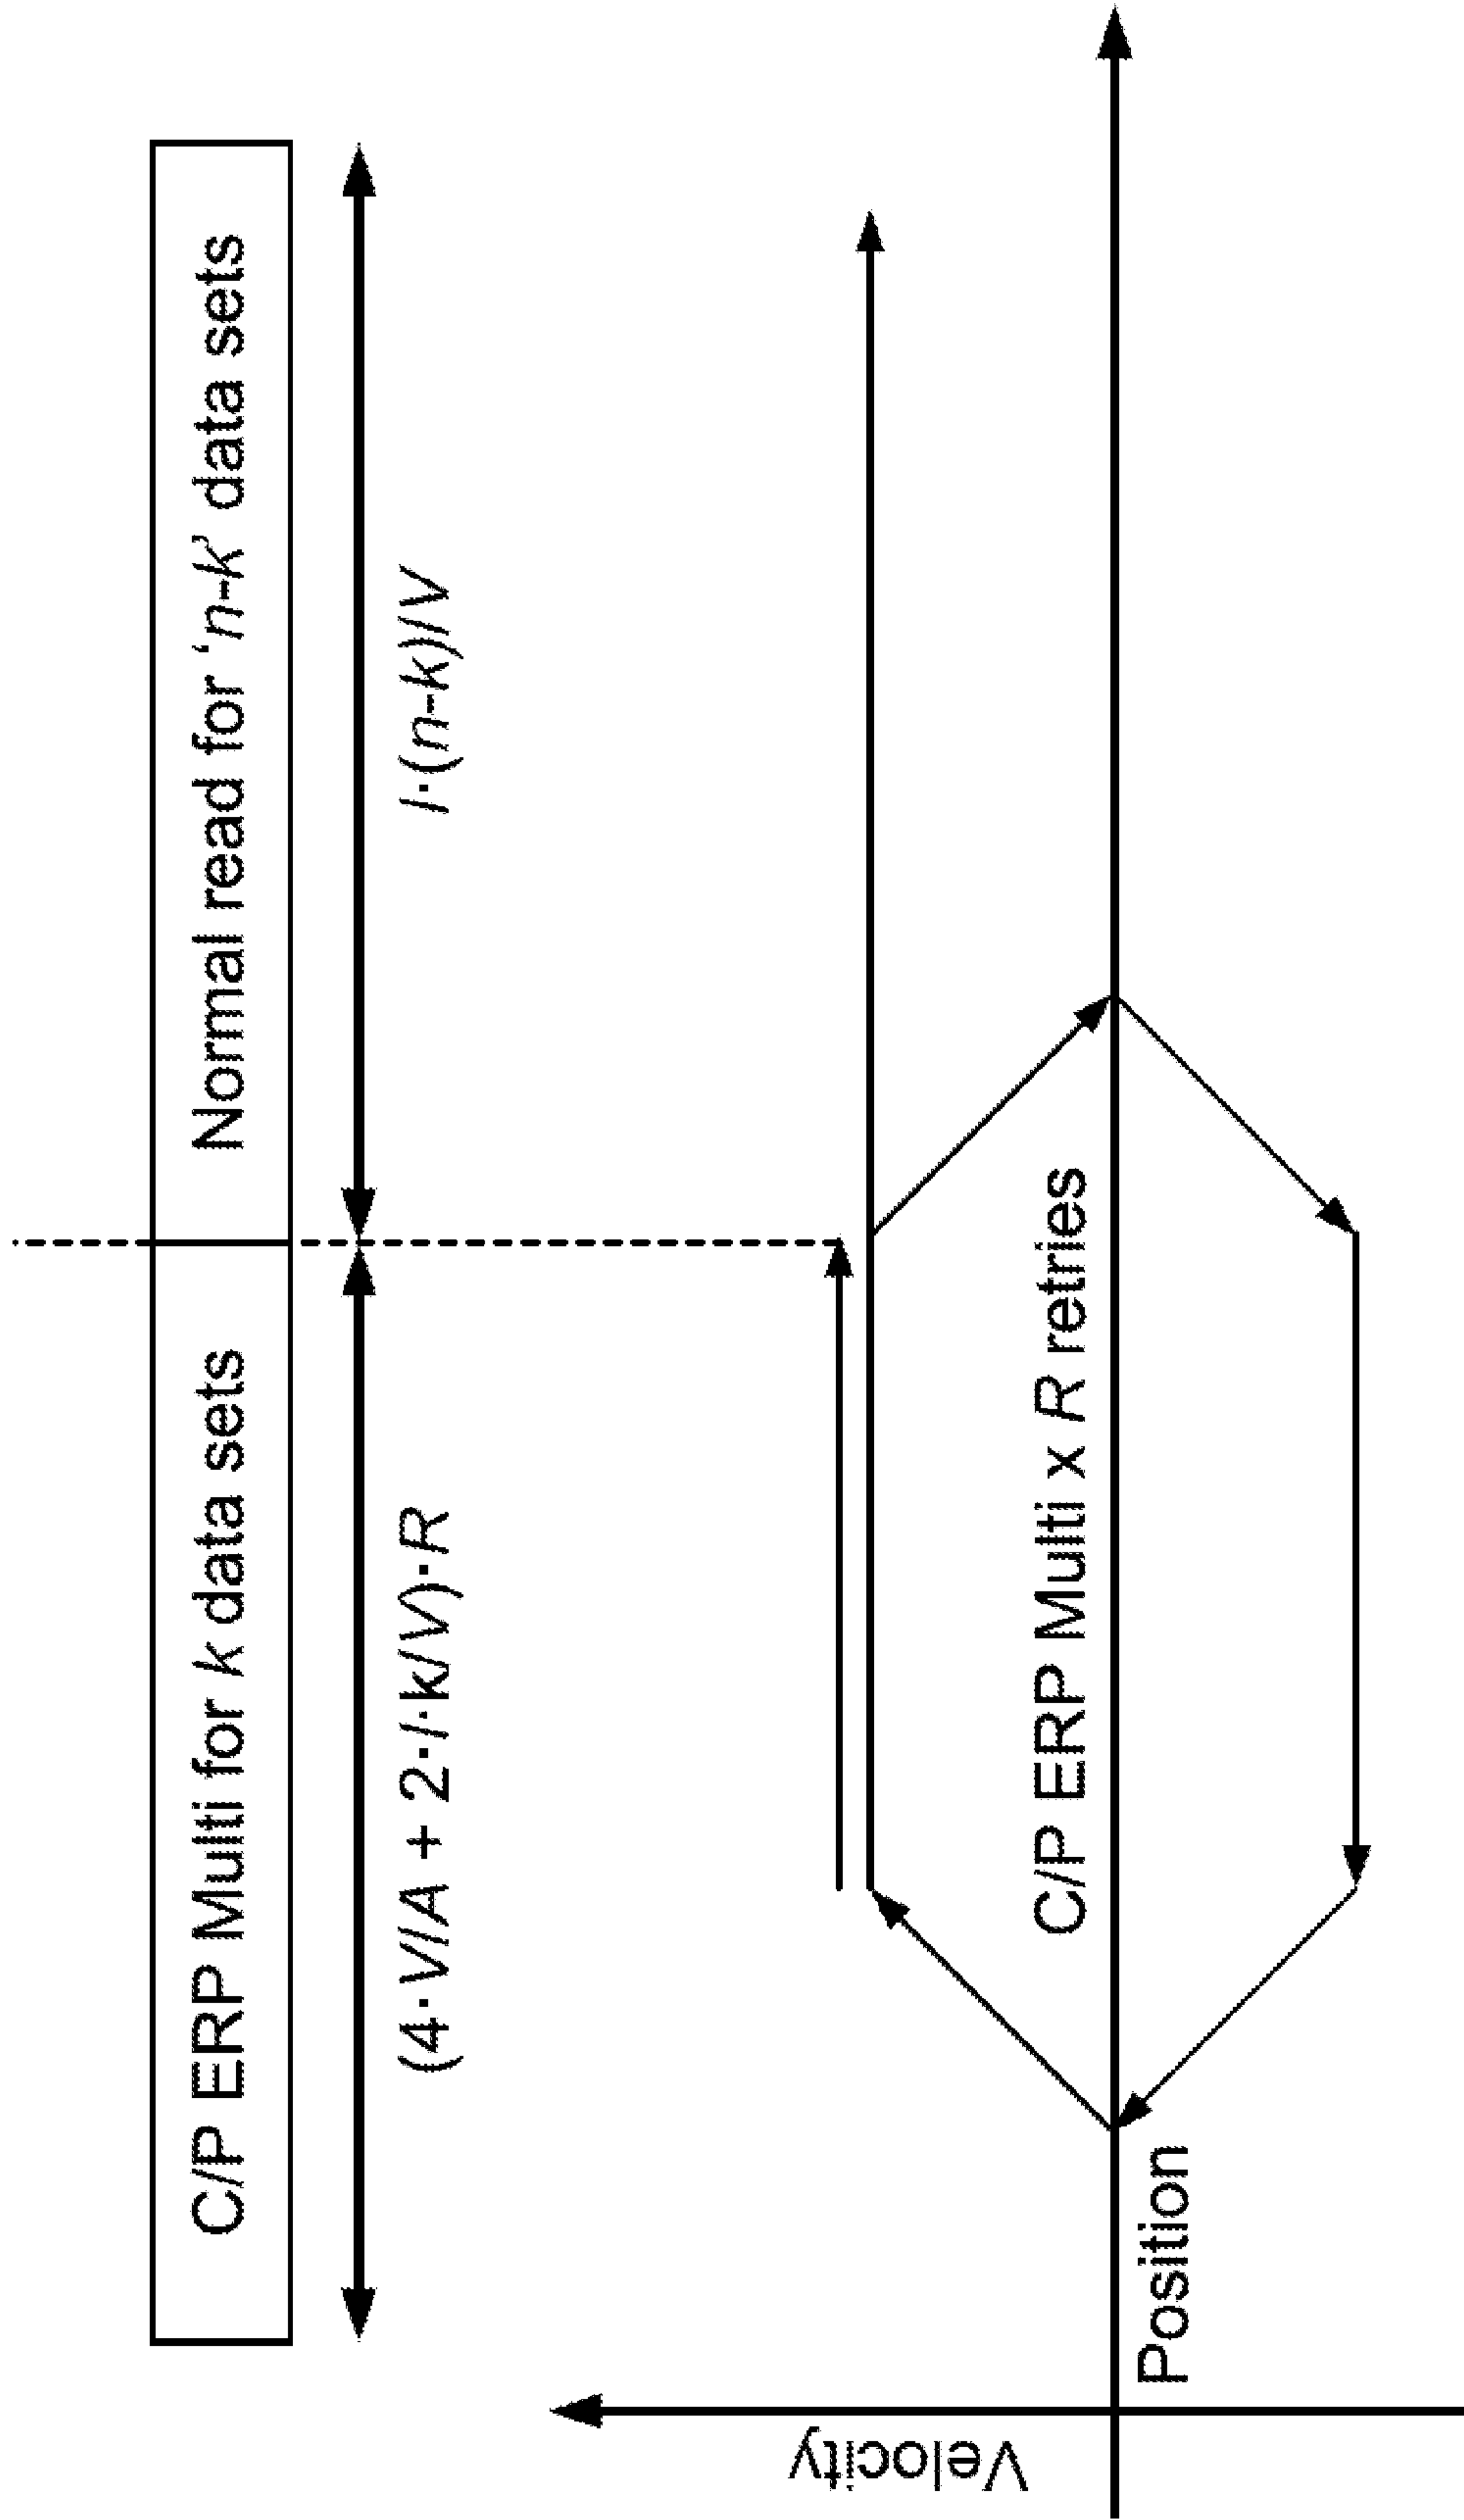 C/P ERP Multi for k data sets
Normal read for ‘n-k’ data sets
(4·V/A + 2·l·k/V)·R
l·(n-k)/V
Velocity
C/P ERP Multi x R retries
Position